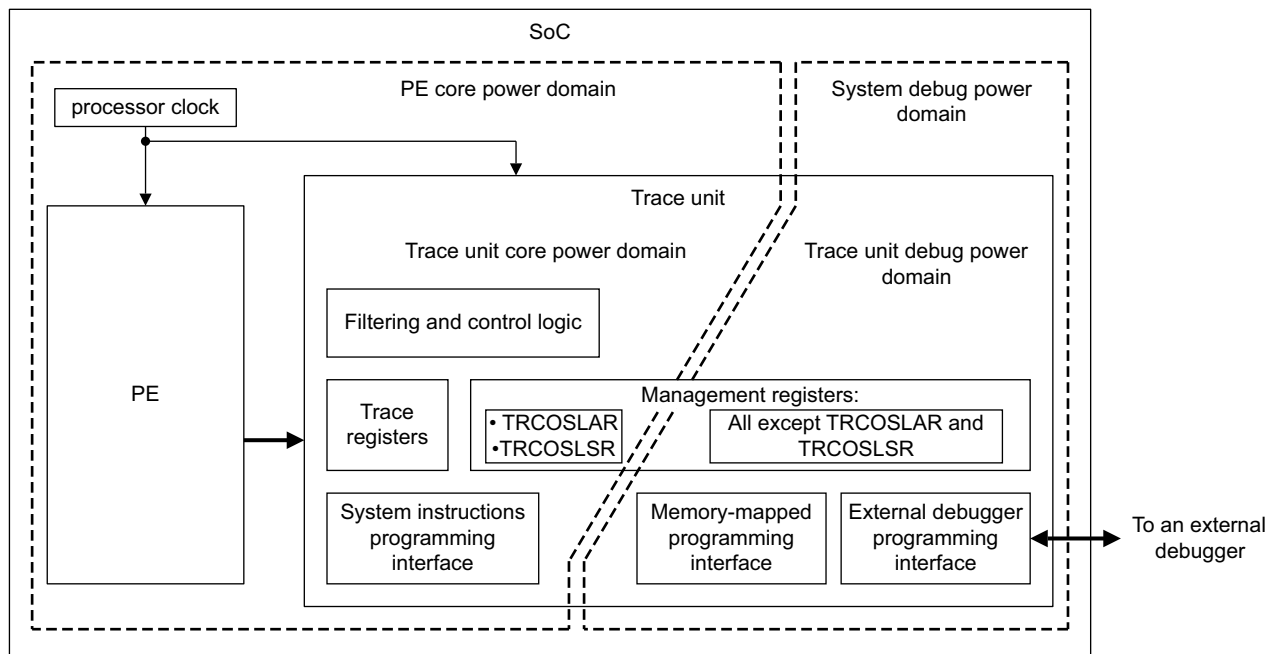 SoC
PE core power domain
System debug power
domain
processor clock
Trace unit
Trace unit core power domain
Trace unit debug power
domain
Filtering and control logic
PE
Trace
registers
Management registers:
• TRCOSLAR
•TRCOSLSR
All except TRCOSLAR and
TRCOSLSR
System instructions
programming
interface
Memory-mapped
programming
interface
External debugger
programming
interface
To an external
debugger